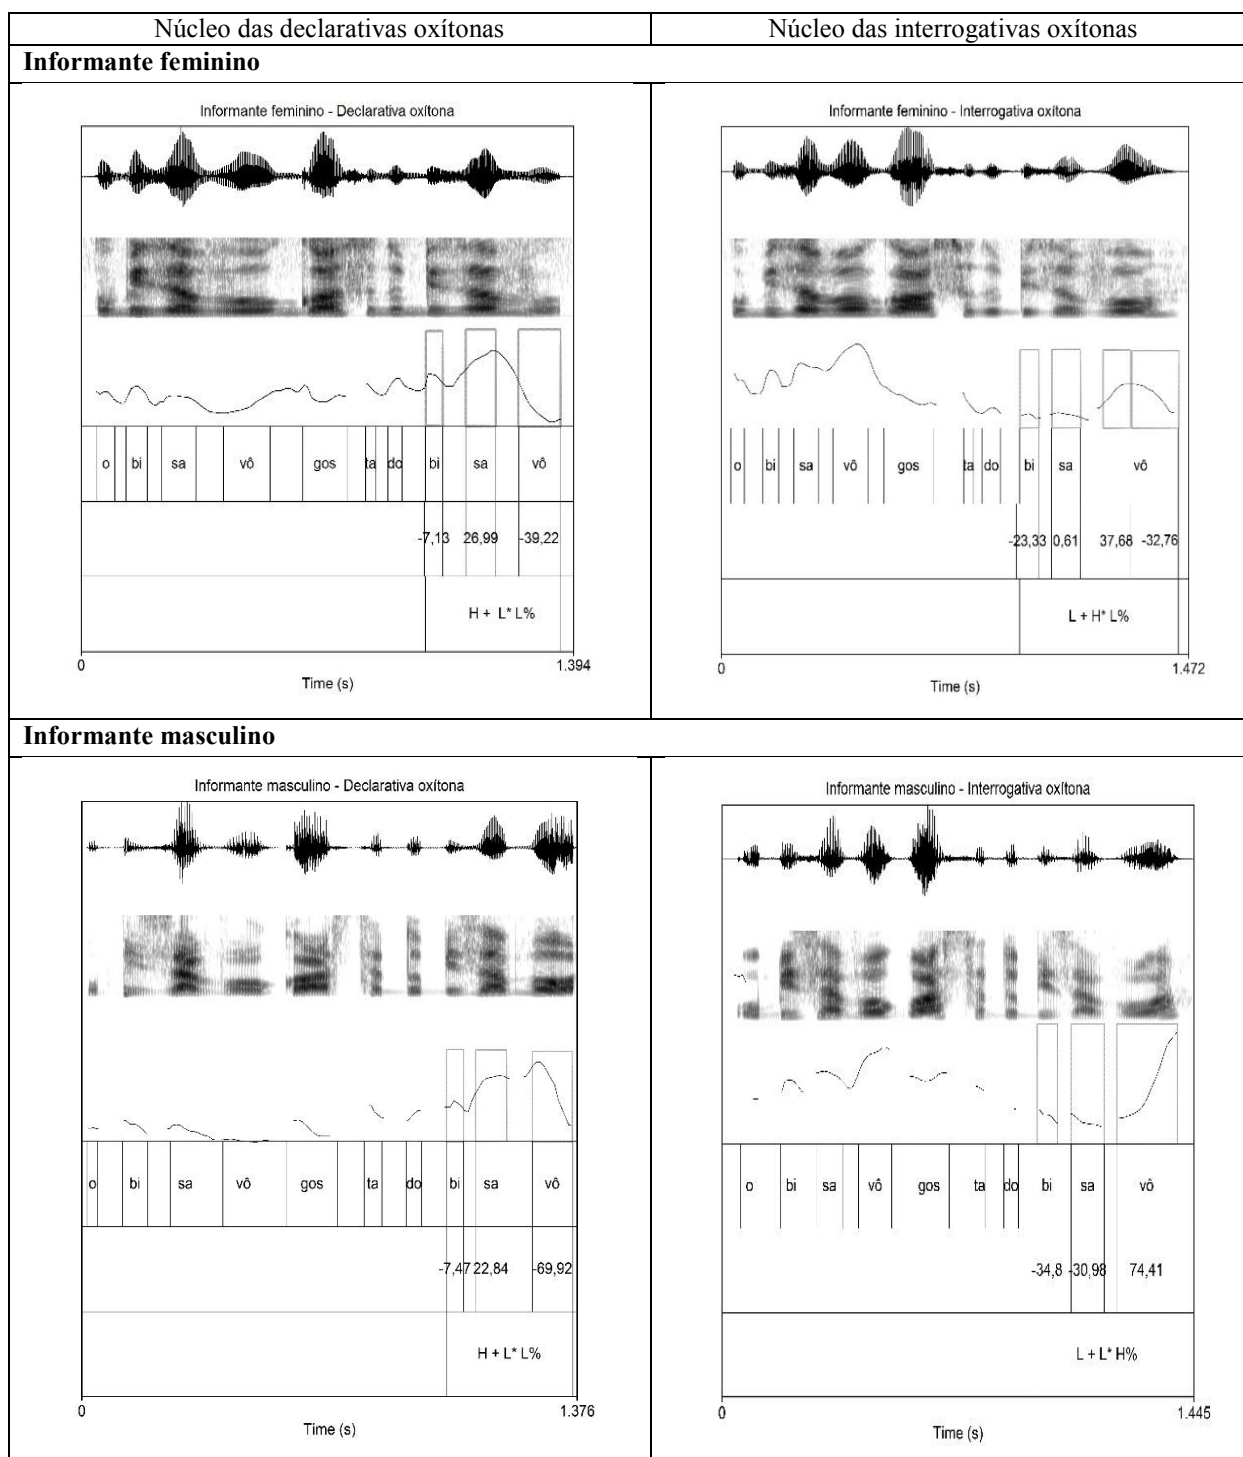 Núcleo das declarativas oxítonas
Núcleo das interrogativas oxítonas
Informante feminino
Informante feminino - Declarativa oxítona
o bi sa vô gos ta do bi sa vô
-7,13 26,99 -39,22
H + L* L%
0 1.394
Time (s)
Informante feminino - Interrogativa oxítona
o bi sa vô gos ta do bi sa vô
-23,33 0,61 37,68 -32,76
L + H* L%
0 1.472
Time (s)
Informante masculino
Informante masculino - Declarativa oxítona
o bi sa vô gos ta do bi sa vô
-7,47 22,84 -69,92
H + L* L%
0 1.376
Time (s)
Informante masculino - Interrogativa oxítona
o bi sa vô gos ta do bi sa vô
-34,8 -30,98 74,41
L + L* H%
0 1.445
Time (s)